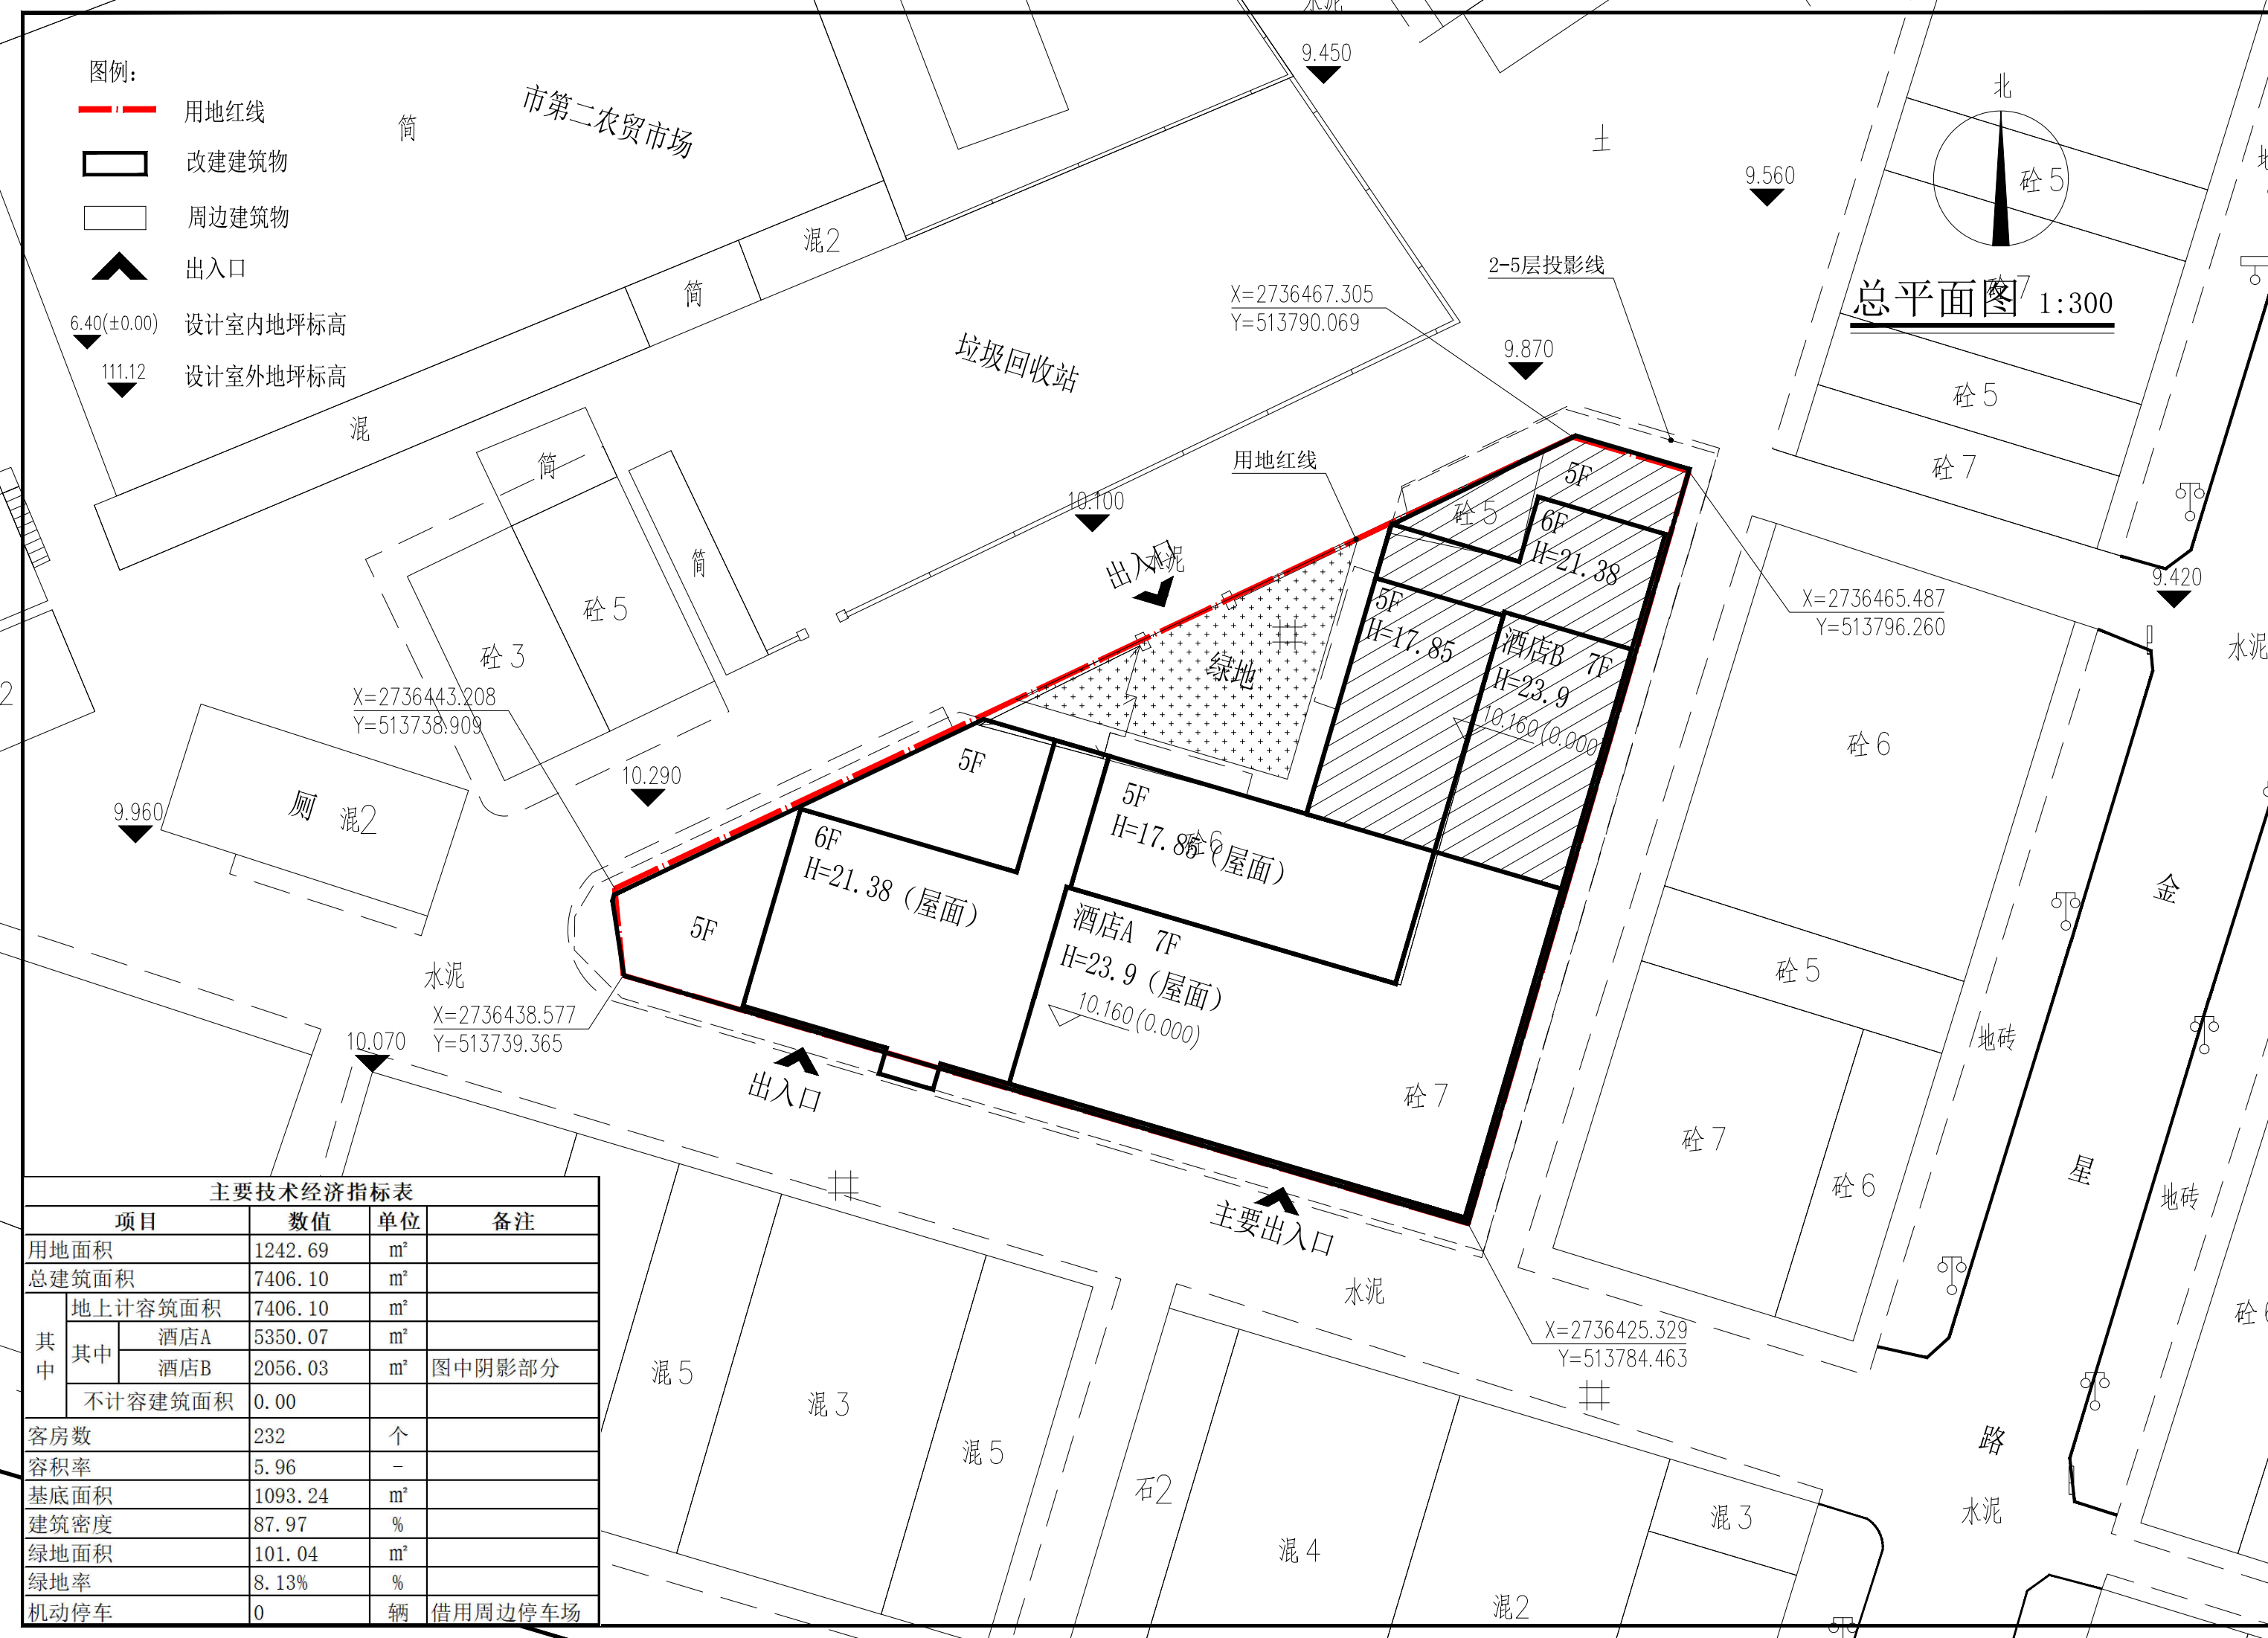 图例:
用地红线
改建建筑物
周边建筑物
出入口
6.40(±0.00) 设计室内地坪标高
111.12 设计室外地坪标高
水泥
9.450
市第二农贸市场
简
土
9.560
北
砼5
混2
简
2-5层投影线
X=2736467.305
Y=513790.069
砼7
总平面图 1:300
垃圾回收站
9.870
砼5
混
简
用地红线
5F
砼7
10.100
砼5
6F
H=21.38
出入口
水泥
简
砼5
砼3
9.420
X=2736465.487
Y=513796.260
水泥
5F
H=17.85
酒店B 7F
H=23.9
10.160(0.000)
绿地
2
X=2736443.208
Y=513738.909
砼6
10.290
5F
9.960
厕 混2
5F
H=17.85(屋面)
砼6
6F
H=21.38(屋面)
5F
酒店A 7F
H=23.9(屋面)
10.160(0.000)
金
水泥
砼5
X=2736438.577
Y=513739.365
10.070
地砖
出入口
砼7
砼7
砼6
星
地砖
主要出入口
水泥
砼6
X=2736425.329
Y=513784.463
混5
混3
混5
石2
混4
混2
混3
路
水泥
主要技术经济指标表
项目 数值 单位 备注
用地面积 1242.69 m²
总建筑面积 7406.10 m²
其中 地上计容筑面积 7406.10 m²
其中 酒店A 5350.07 m²
酒店B 2056.03 m² 图中阴影部分
不计容建筑面积 0.00
客房数 232 个
容积率 5.96 -
基底面积 1093.24 m²
建筑密度 87.97 %
绿地面积 101.04 m²
绿地率 8.13% %
机动停车 0 辆 借用周边停车场